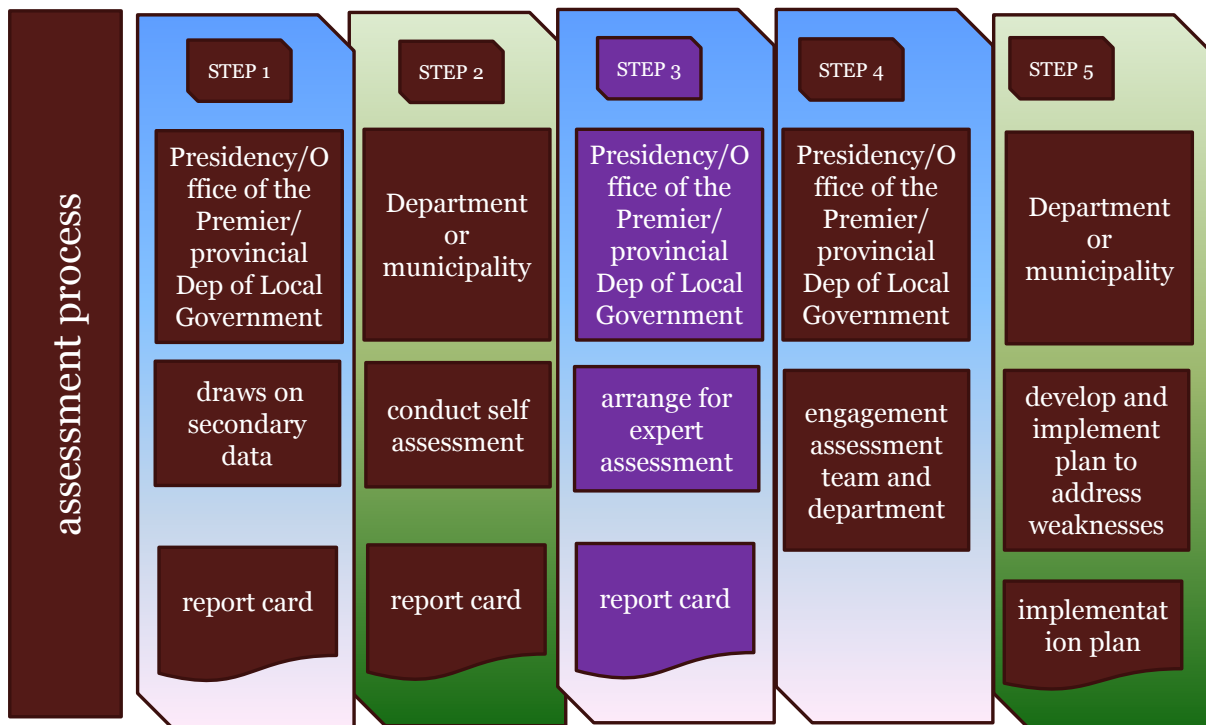 assessment process
STEP 1
Presidency/O
ffice of the
Premier/
provincial
Dep of Local
Government
draws on
secondary
data
report card
STEP 2
Department
or
municipality
conduct self
assessment
report card
STEP 3
Presidency/O
ffice of the
Premier/
provincial
Dep of Local
Government
arrange for
expert
assessment
report card
STEP 4
Presidency/O
ffice of the
Premier/
provincial
Dep of Local
Government
engagement
assessment
team and
department
STEP 5
Department
or
municipality
develop and
implement
plan to
address
weaknesses
implementat
ion plan